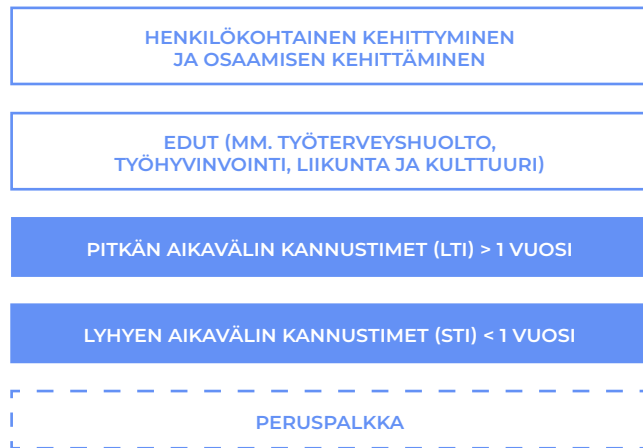 HENKILÖKOHTAINEN KEHITTYMINEN
JA OSAAMISEN KEHITTÄMINEN
EDUT (MM. TYÖTERVEYSHUOLTO,
TYÖHYVINVOINTI, LIIKUNTA JA KULTTUURI)
PITKÄN AIKAVÄLIN KANNUSTIMET (LTI) > 1 VUOSI
LYHYEN AIKAVÄLIN KANNUSTIMET (STI) < 1 VUOSI
PERUSPALKKA